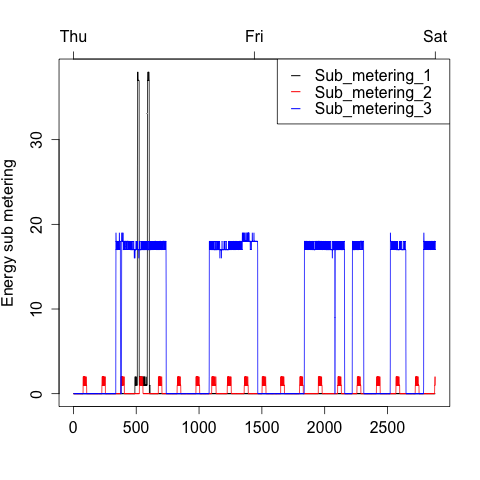 Thu Fri Sat
Sub_metering_1
Sub_metering_2
Sub_metering_3
Energy sub metering
30
20
10
0
0 500 1000 1500 2000 2500